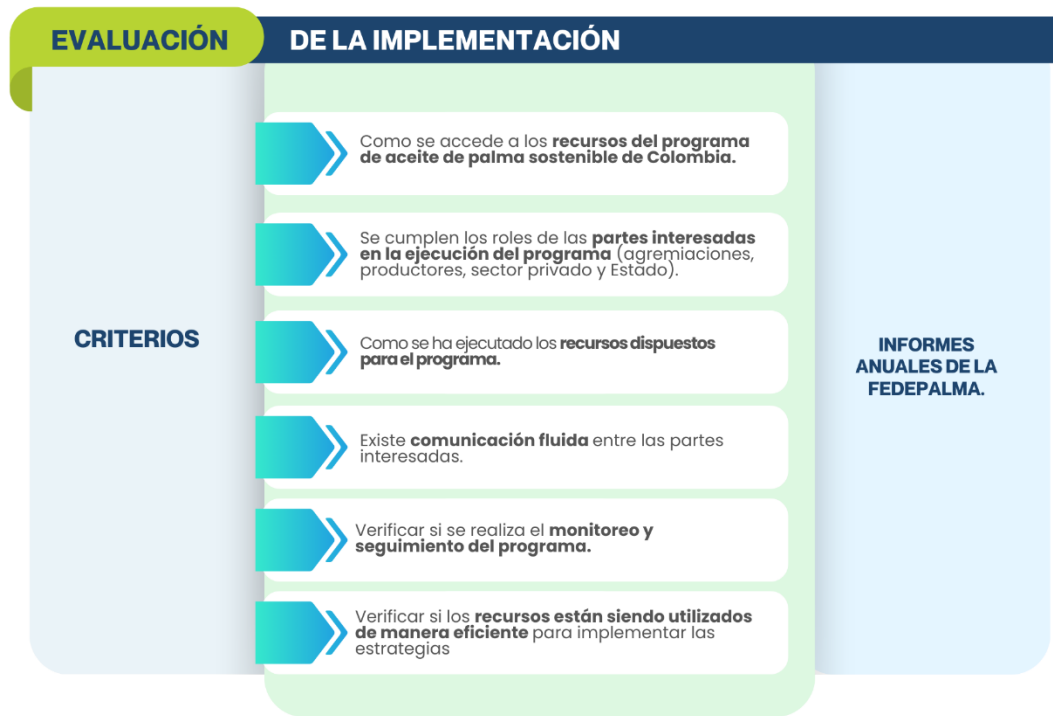 EVALUACIÓN DE LA IMPLEMENTACIÓN
CRITERIOS
Como se accede a los recursos del programa
de aceite de palma sostenible de Colombia.
Se cumplen los roles de las partes interesadas
en la ejecución del programa (agremiaciones,
productores, sector privado y Estado).
Como se ha ejecutado los recursos dispuestos
para el programa.
Existe comunicación fluida entre las partes
interesadas.
Verificar si se realiza el monitoreo y
seguimiento del programa.
Verificar si los recursos están siendo utilizados
de manera eficiente para implementar las
estrategias
INFORMES
ANUALES DE LA
FEDEPALMA.